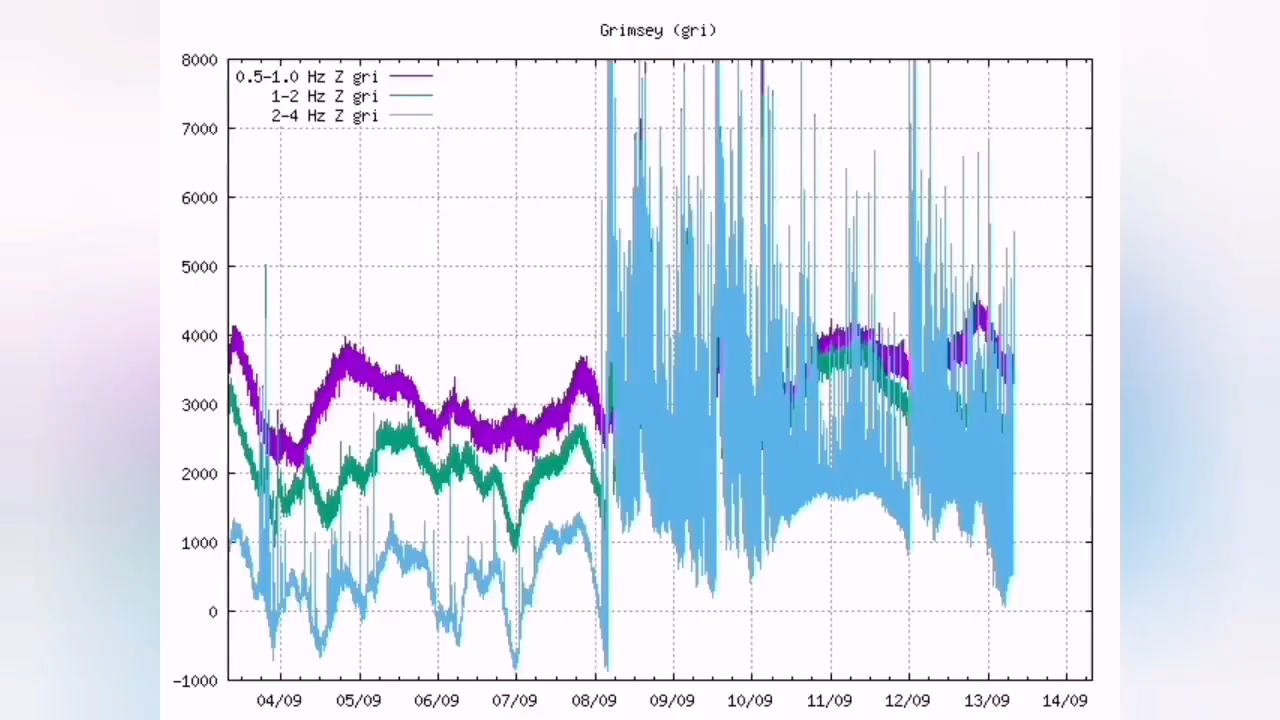 Grimsey (gri)
0.5-1.0 Hz Z gri
1-2 Hz Z gri
2-4 Hz Z gri
8000
7000
6000
5000
4000
3000
2000
1000
0
-1000
04/09 05/09 06/09 07/09 08/09 09/09 10/09 11/09 12/09 13/09 14/09